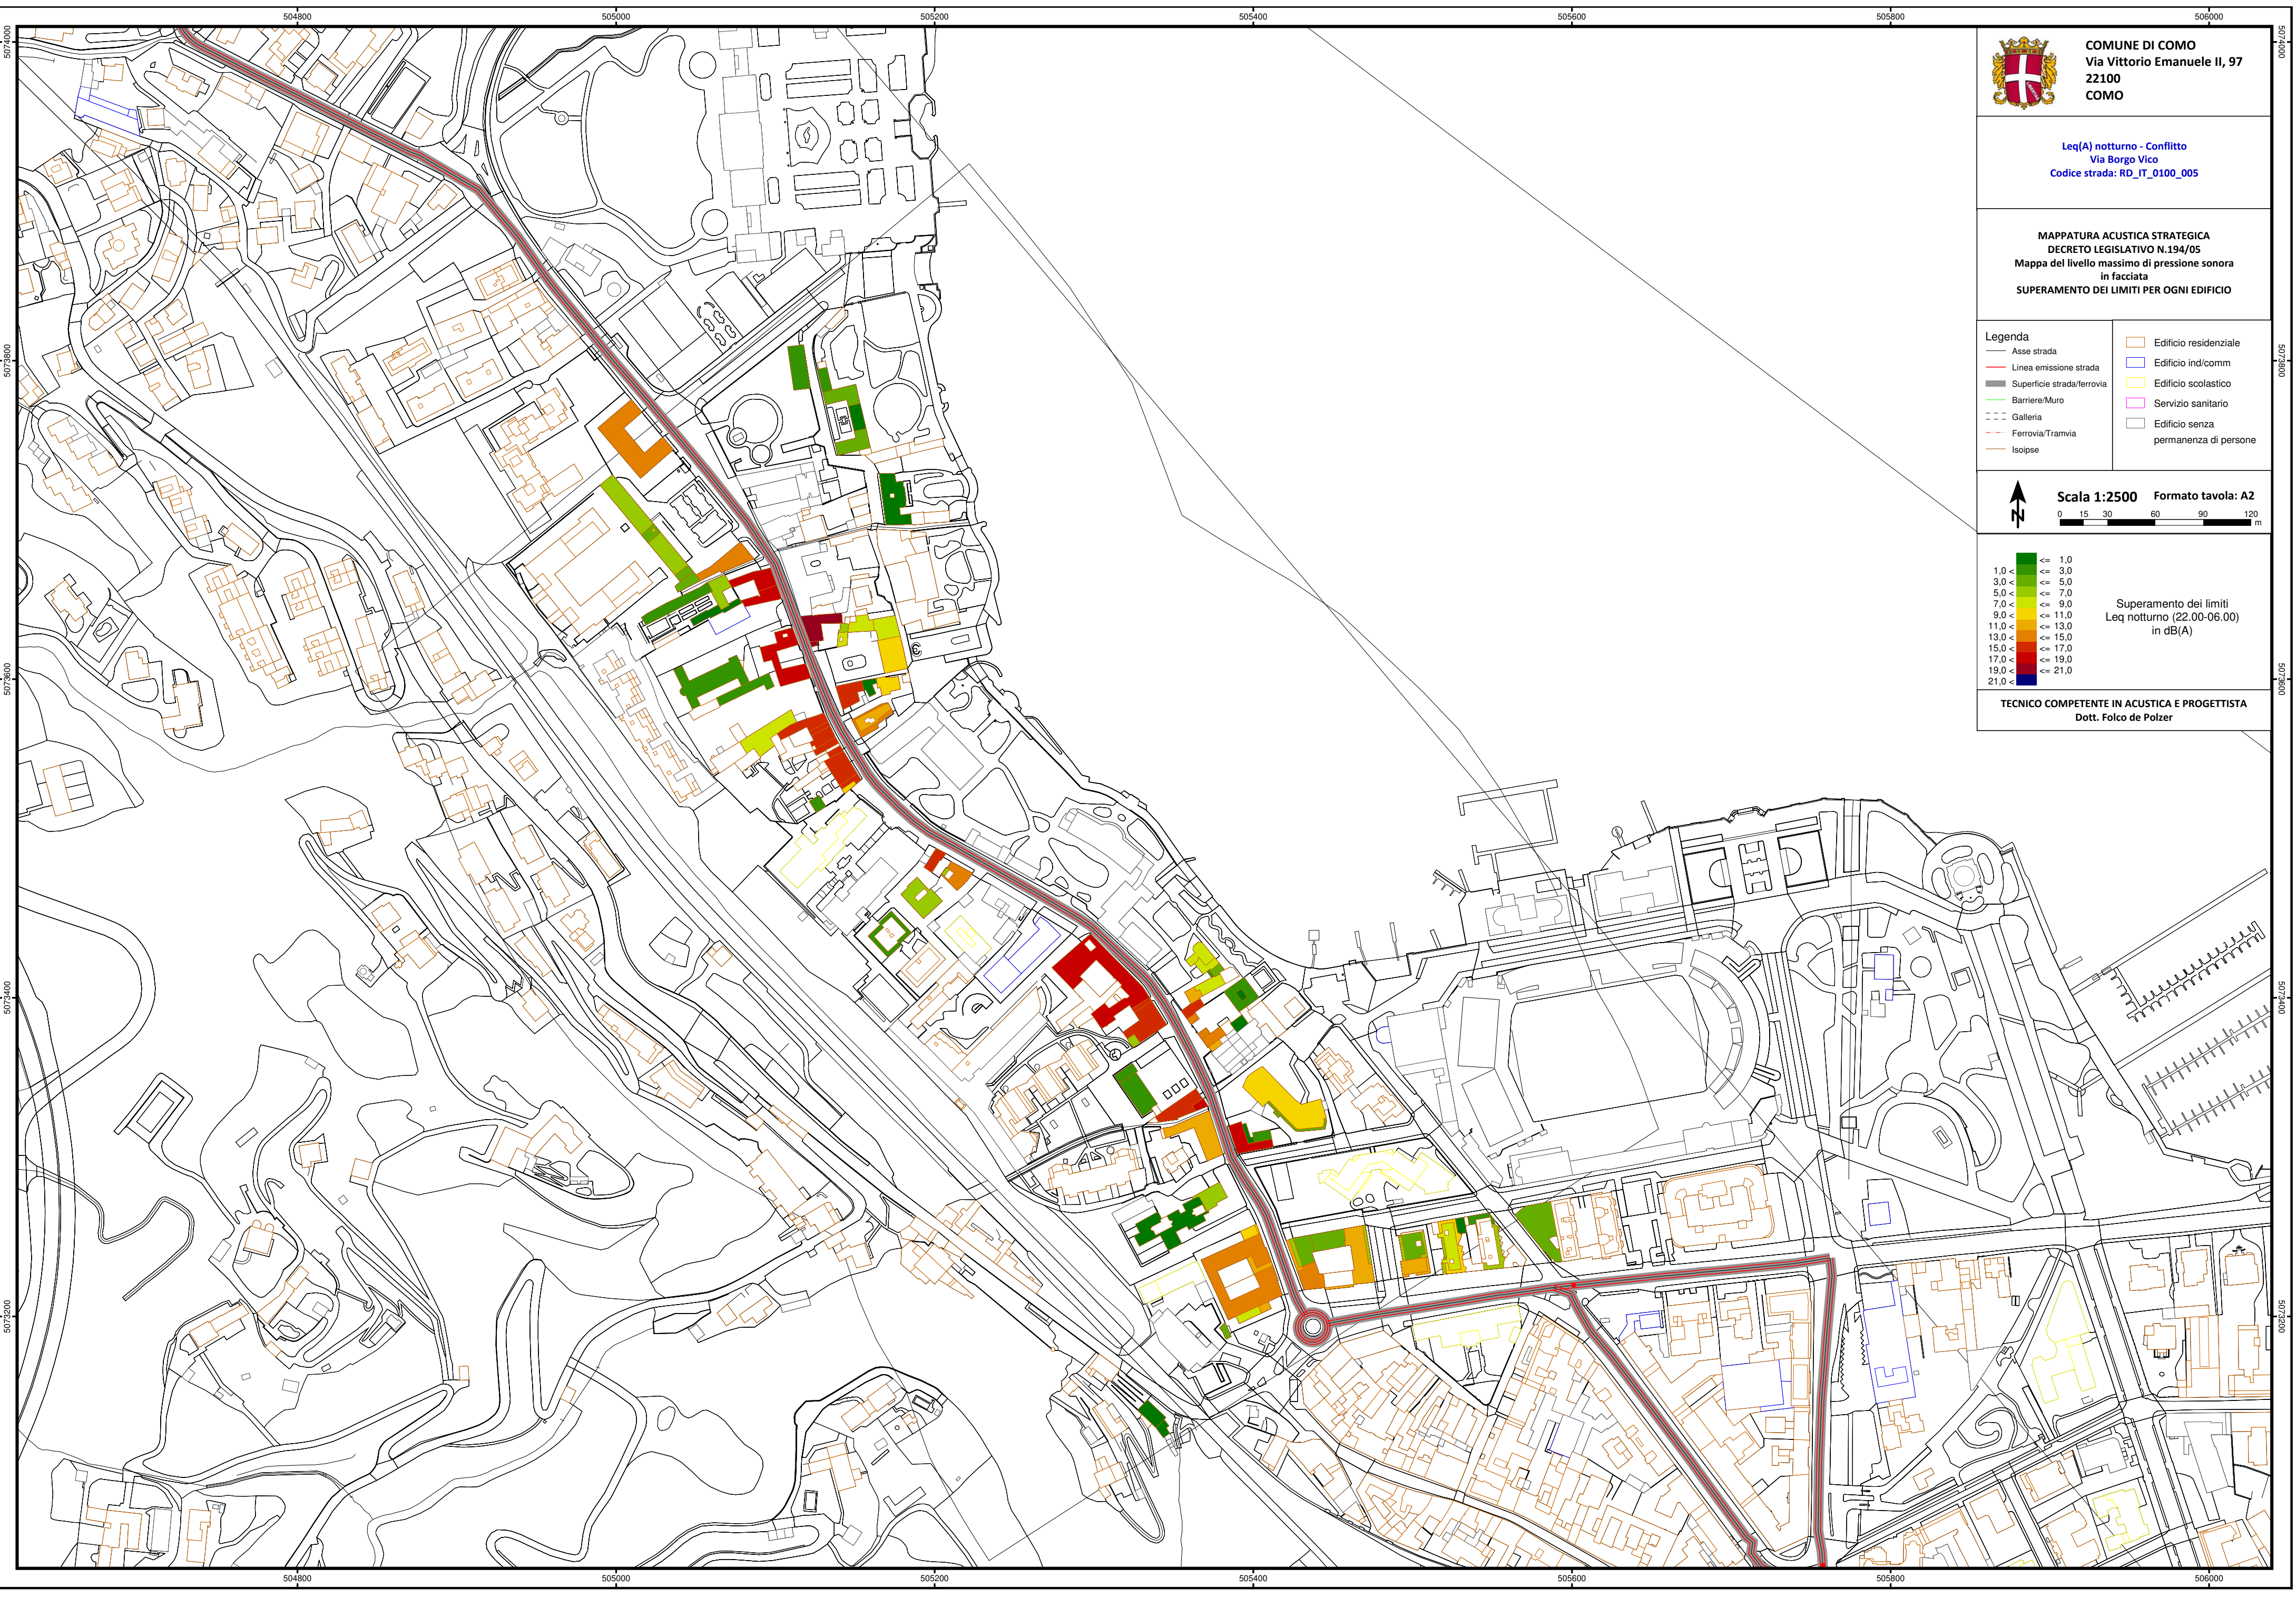 504800
505000
505200
505400
505600
505800
506000
5074000
5073800
5073600
5073400
5073200
5074000
5073800
5073600
5073400
5073200
COMUNE DI COMO
Via Vittorio Emanuele II, 97
22100
COMO
Leq(A) notturno - Conflitto
Via Borgo Vico
Codice strada: RD_IT_0100_005
MAPPATURA ACUSTICA STRATEGICA
DECRETO LEGISLATIVO N.194/05
Mappa del livello massimo di pressione sonora
in facciata
SUPERAMENTO DEI LIMITI PER OGNI EDIFICIO
Legenda
Asse strada
Linea emissione strada
Superficie strada/ferrovia
Barriere/Muro
Galleria
Ferrovia/Tramvia
Isoipse
Edificio residenziale
Edificio ind/comm
Edificio scolastico
Servizio sanitario
Edificio senza
permanenza di persone
N
Scala 1:2500 Formato tavola: A2
0 15 30 60 90 120
m
<= 1,0
1,0 < <= 3,0
3,0 < <= 5,0
5,0 < <= 7,0
7,0 < <= 9,0
9,0 < <= 11,0
11,0 < <= 13,0
13,0 < <= 15,0
15,0 < <= 17,0
17,0 < <= 19,0
19,0 < <= 21,0
21,0 <
Superamento dei limiti
Leq notturno (22.00-06.00)
in dB(A)
TECNICO COMPETENTE IN ACUSTICA E PROGETTISTA
Dott. Folco de Polzer
504800
505000
505200
505400
505600
505800
506000